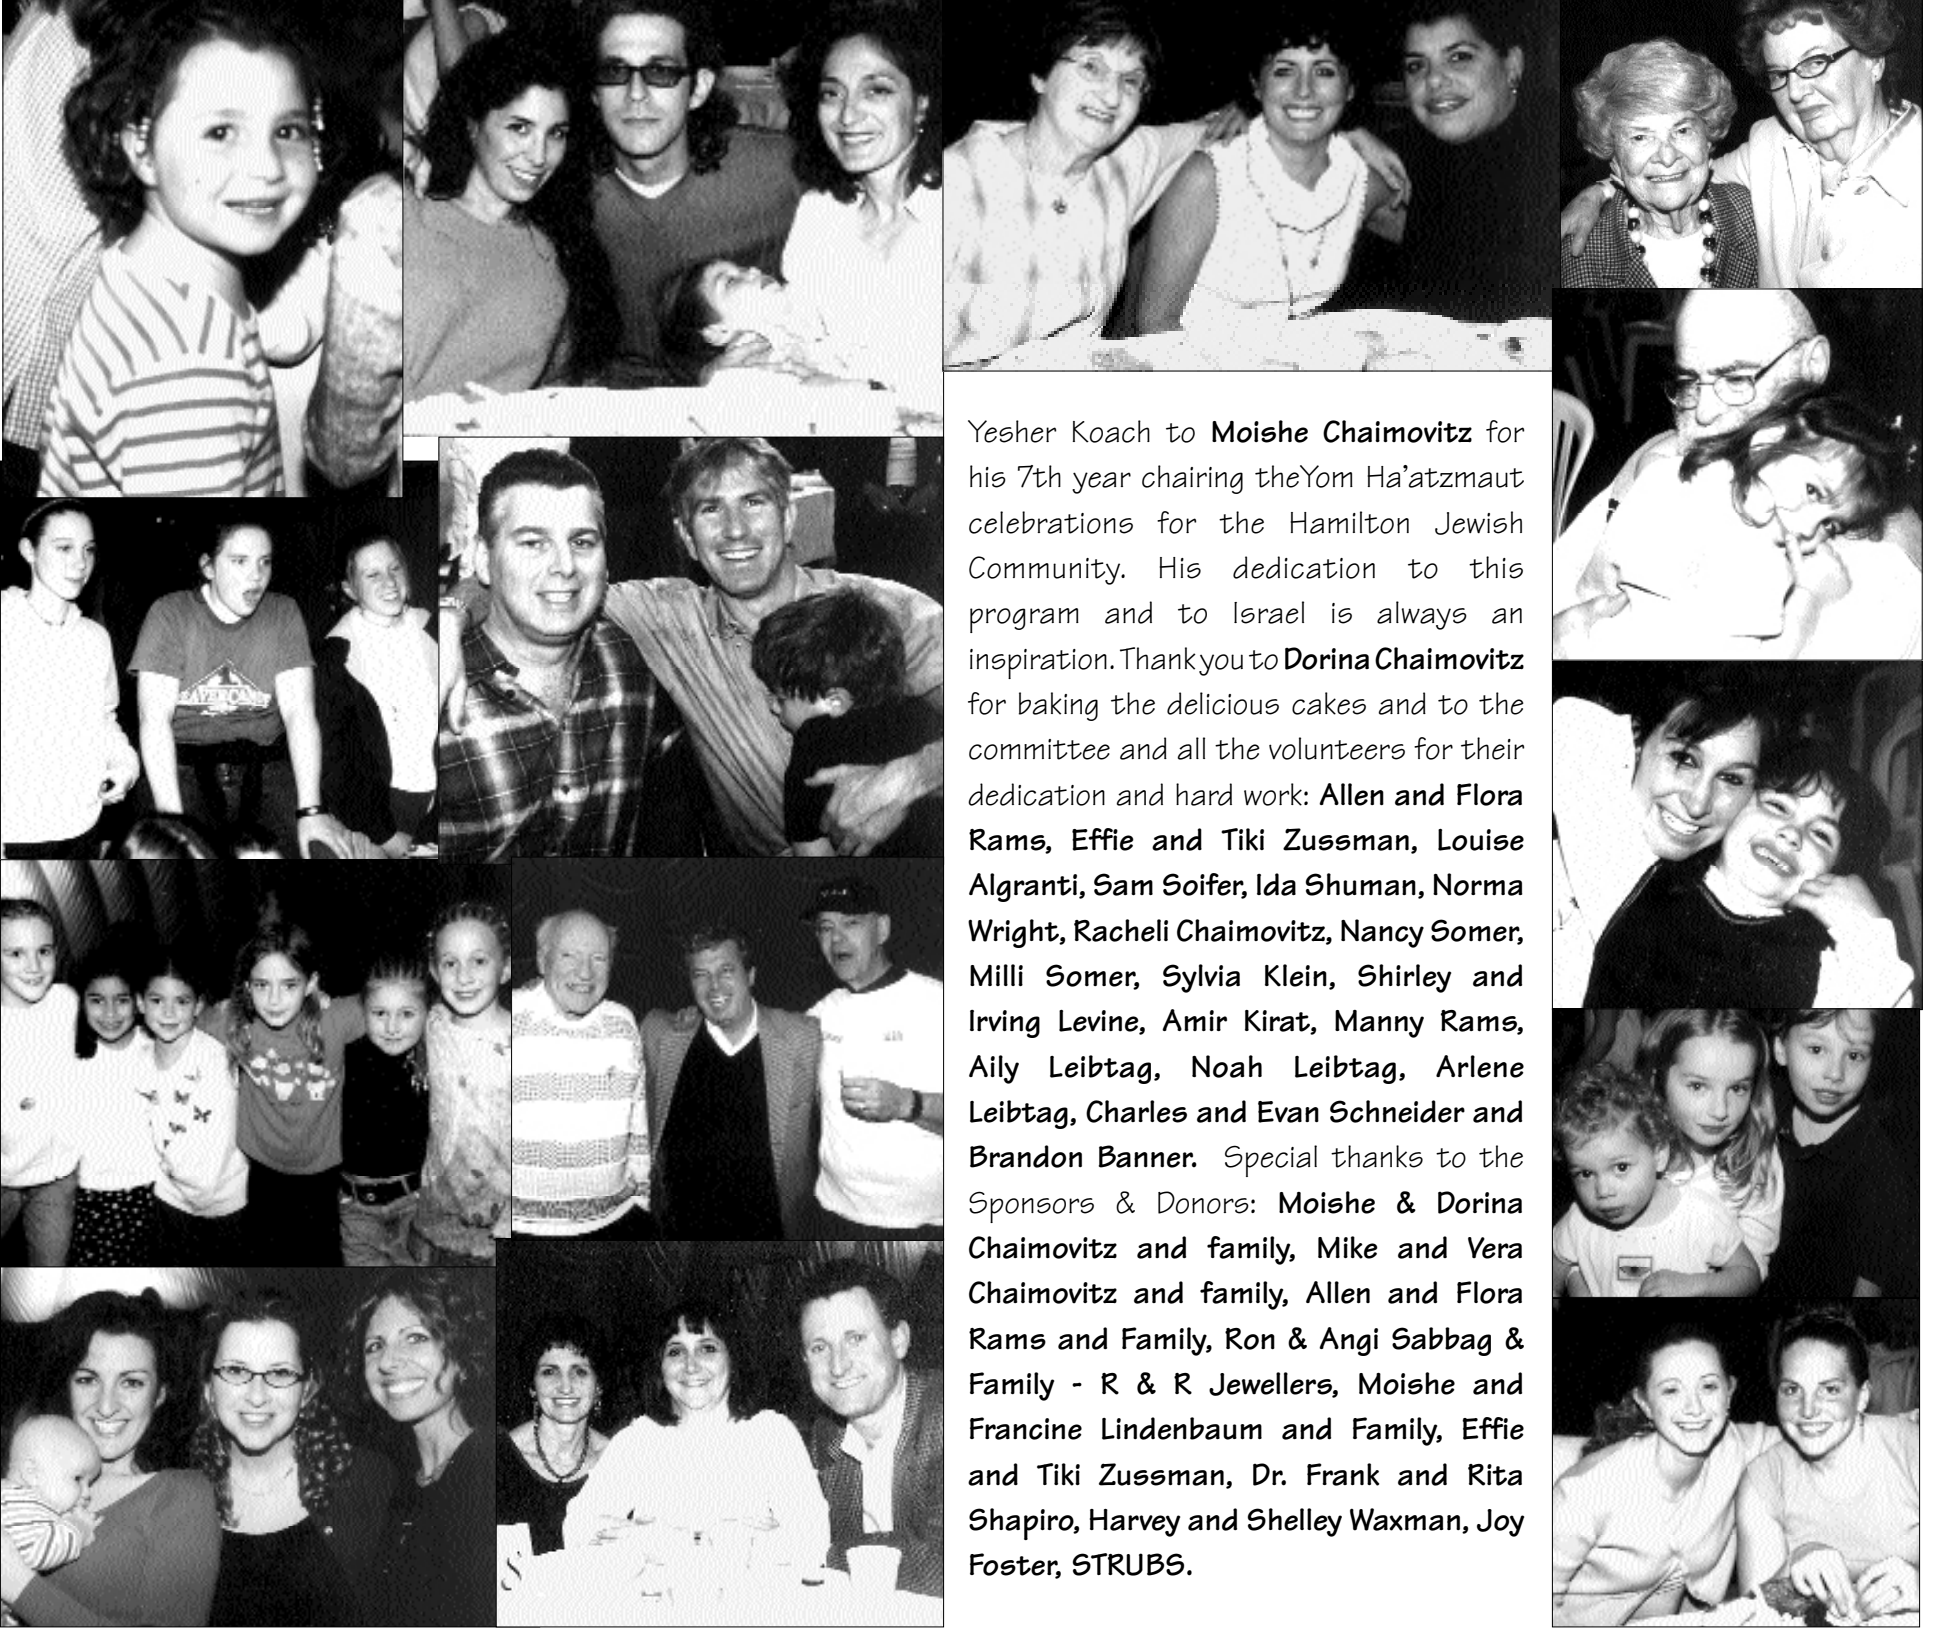 Yesher Koach to Moishe Chaimovitz for
his 7th year chairing theYom Ha'atzmaut
celebrations for the Hamilton Jewish
Community. His dedication to this
program and to Israel is always an
inspiration. Thank you to Dorina Chaimovitz
for baking the delicious cakes and to the
committee and all the volunteers for their
dedication and hard work: Allen and Flora
Rams, Effie and Tiki Zussman, Louise
Algranti, Sam Soifer, Ida Shuman, Norma
Wright, Racheli Chaimovitz, Nancy Somer,
Milli Somer, Sylvia Klein, Shirley and
Irving Levine, Amir Kirat, Manny Rams,
Aily Leibtag, Noah Leibtag, Arlene
Leibtag, Charles and Evan Schneider and
Brandon Banner. Special thanks to the
Sponsors & Donors: Moishe & Dorina
Chaimovitz and family, Mike and Vera
Chaimovitz and family, Allen and Flora
Rams and Family, Ron & Angi Sabbag &
Family - R & R Jewellers, Moishe and
Francine Lindenbaum and Family, Effie
and Tiki Zussman, Dr. Frank and Rita
Shapiro, Harvey and Shelley Waxman, Joy
Foster, STRUBS.